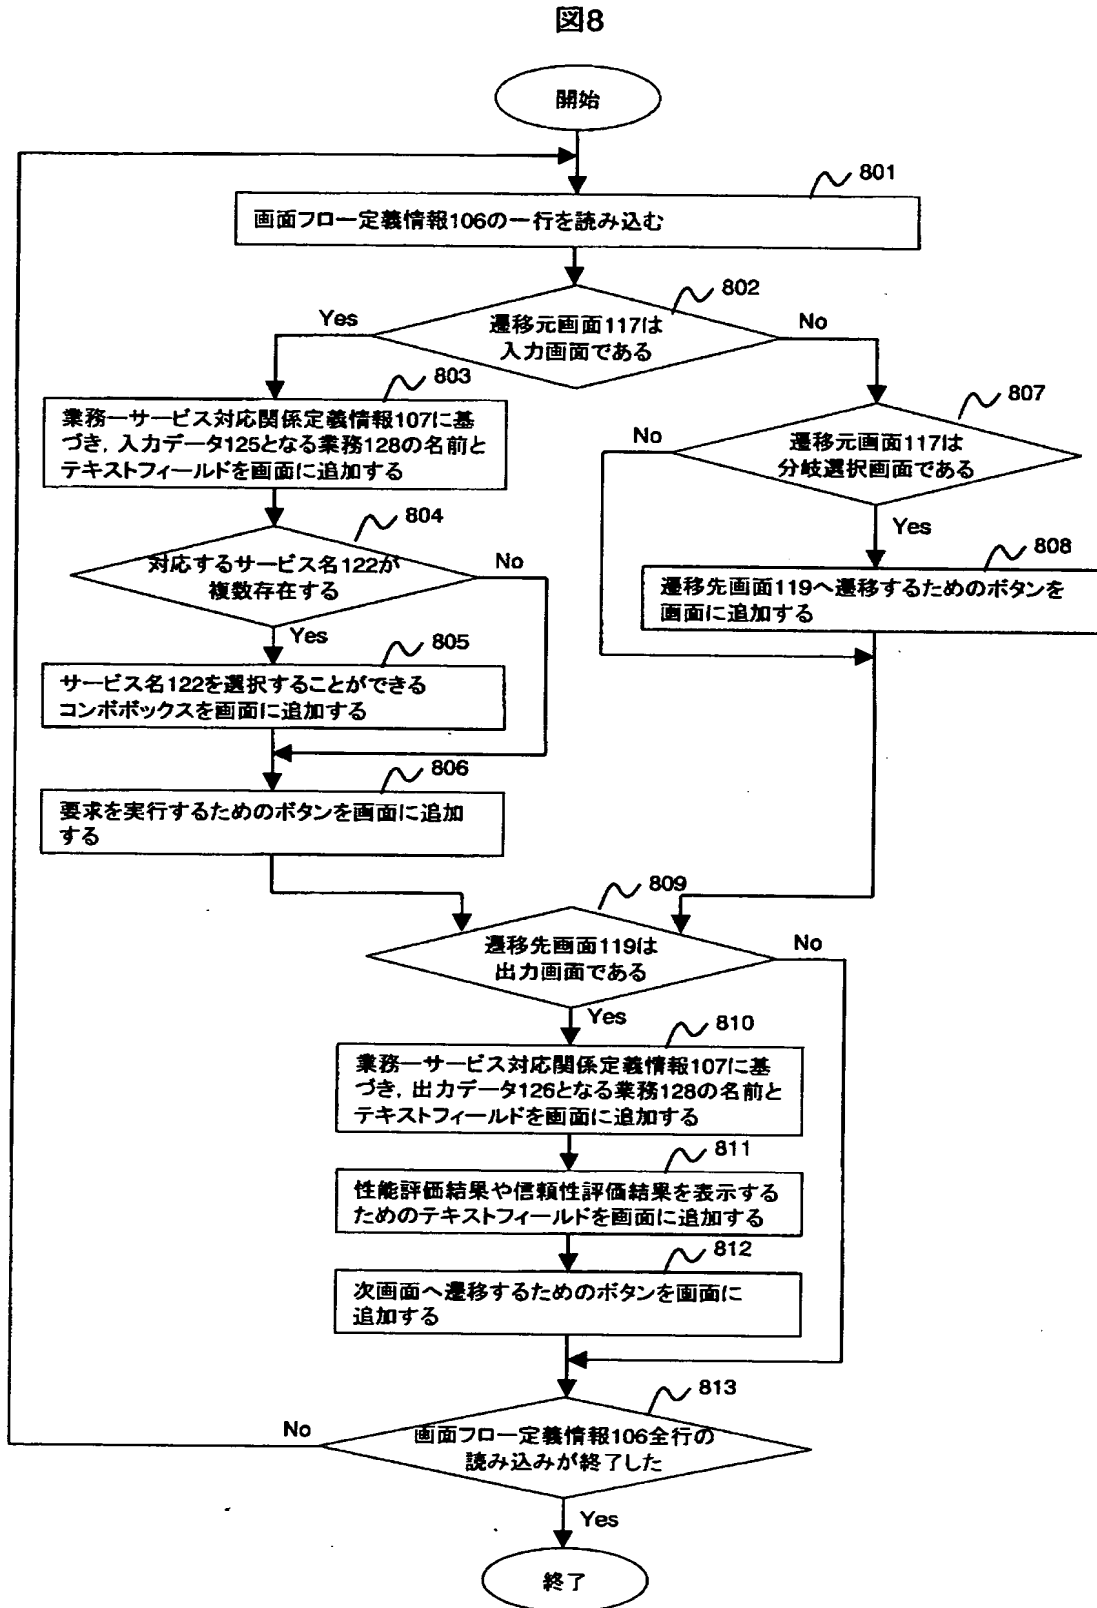 図8
開始
801
画面フロー定義情報106の一行を読み込む
802
遷移元画面117は
入力画面である
Yes
No
803
業務ーサービス対応関係定義情報107に基
づき，入力データ125となる業務128の名前と
テキストフィールドを画面に追加する
807
遷移元画面117は
分岐選択画面である
No
Yes
804
対応するサービス名122が
複数存在する
No
Yes
808
遷移先画面119へ遷移するためのボタンを
画面に追加する
805
サービス名122を選択することができる
コンボボックスを画面に追加する
806
要求を実行するためのボタンを画面に追加
する
809
遷移先画面119は
出力画面である
No
Yes
810
業務ーサービス対応関係定義情報107に基
づき，出力データ126となる業務128の名前と
テキストフィールドを画面に追加する
811
性能評価結果や信頼性評価結果を表示する
ためのテキストフィールドを画面に追加する
812
次画面へ遷移するためのボタンを画面に
追加する
813
画面フロー定義情報106全行の
読み込みが終了した
No
Yes
終了